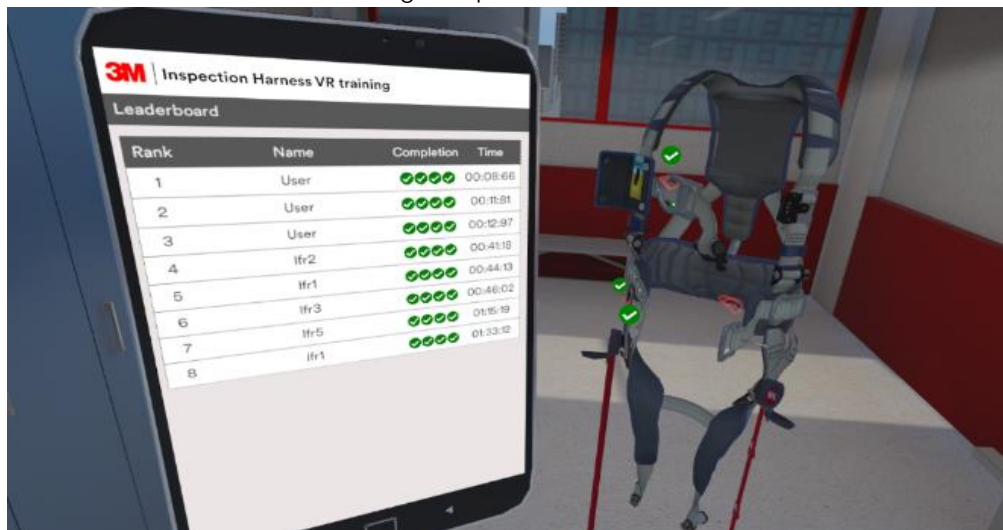 3M | Inspection Harness VR training
Leaderboard
Rank Name Completion Time
1 User 00:08:66
2 User 00:11:81
3 User 00:12:97
4 lfr2 00:41:18
5 lfr1 00:44:13
6 lfr3 00:46:02
7 lfr5 01:15:19
8 lfr1 01:33:12